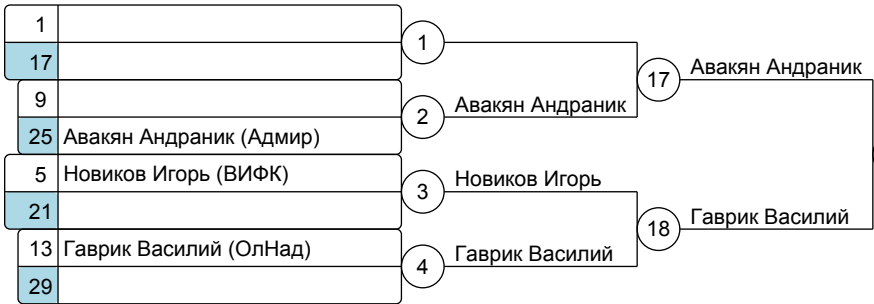 1
17
1
9
25 Авакян Андраник (Адмир)
2
Авакян Андраник
17
Авакян Андраник
5 Новиков Игорь (ВИФК)
21
3
Новиков Игорь
13 Гаврик Василий (ОлНад)
29
4
Гаврик Василий
18
Гаврик Василий